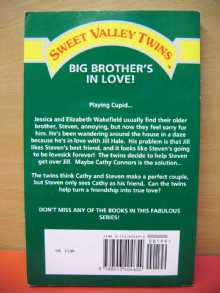 SWEET VALLEY TWINS
BIG BROTHER'S
IN LOVE!
Playing Cupid...
Jessica and Elizabeth Wakefield usually find their older
brother, Steven, annoying, but now they feel sorry for
him. He's been wandering around the house in a daze
because he's in love with Jill Hale. His problem is that Jill
likes Steven's best friend, and it looks like Steven's going
to be lovesick forever! The twins decide to help Steven
get over Jill. Maybe Cathy Connors is the solution...
The twins think Cathy and Steven make a perfect couple,
but Steven only sees Cathy as his friend. Can the twins
help turn a friendship into true love?
DON'T MISS ANY OF THE BOOKS IN THIS FABULOUS
SERIES!